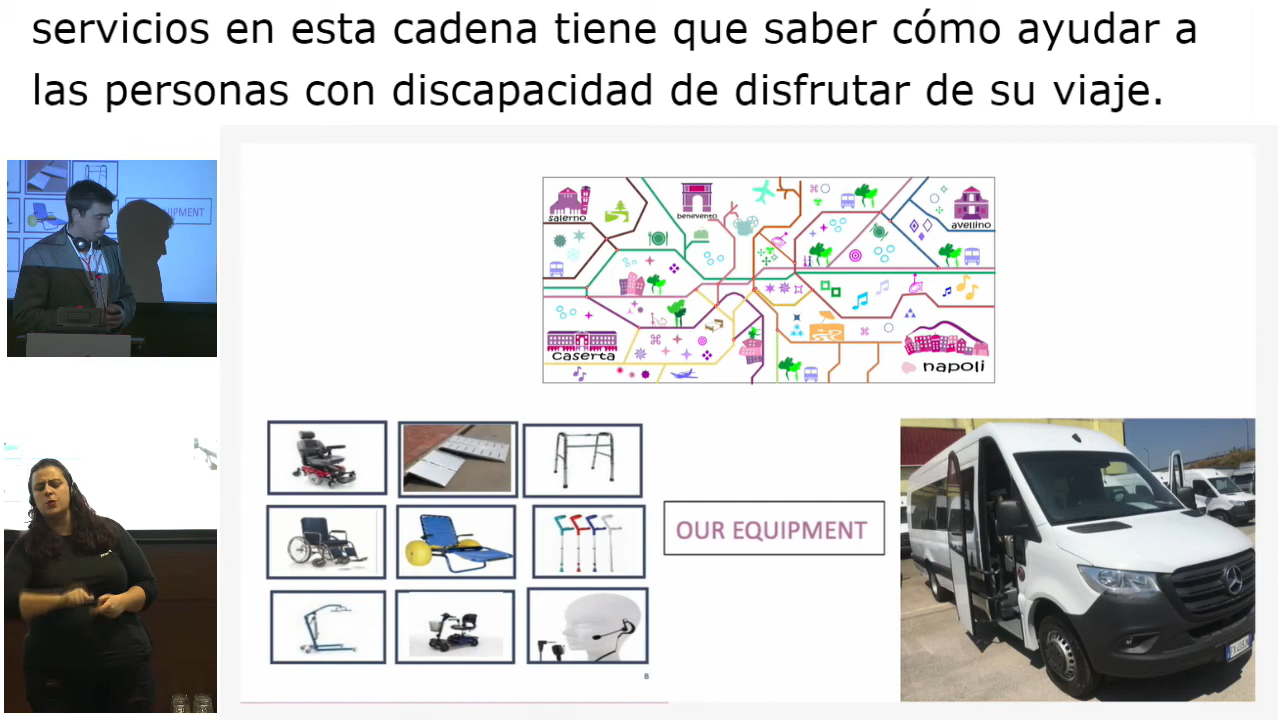 servicios en esta cadena tiene que saber cómo ayudar a
las personas con discapacidad de disfrutar de su viaje.
salerno
benevento
avellino
caserta
napoli
OUR EQUIPMENT
8